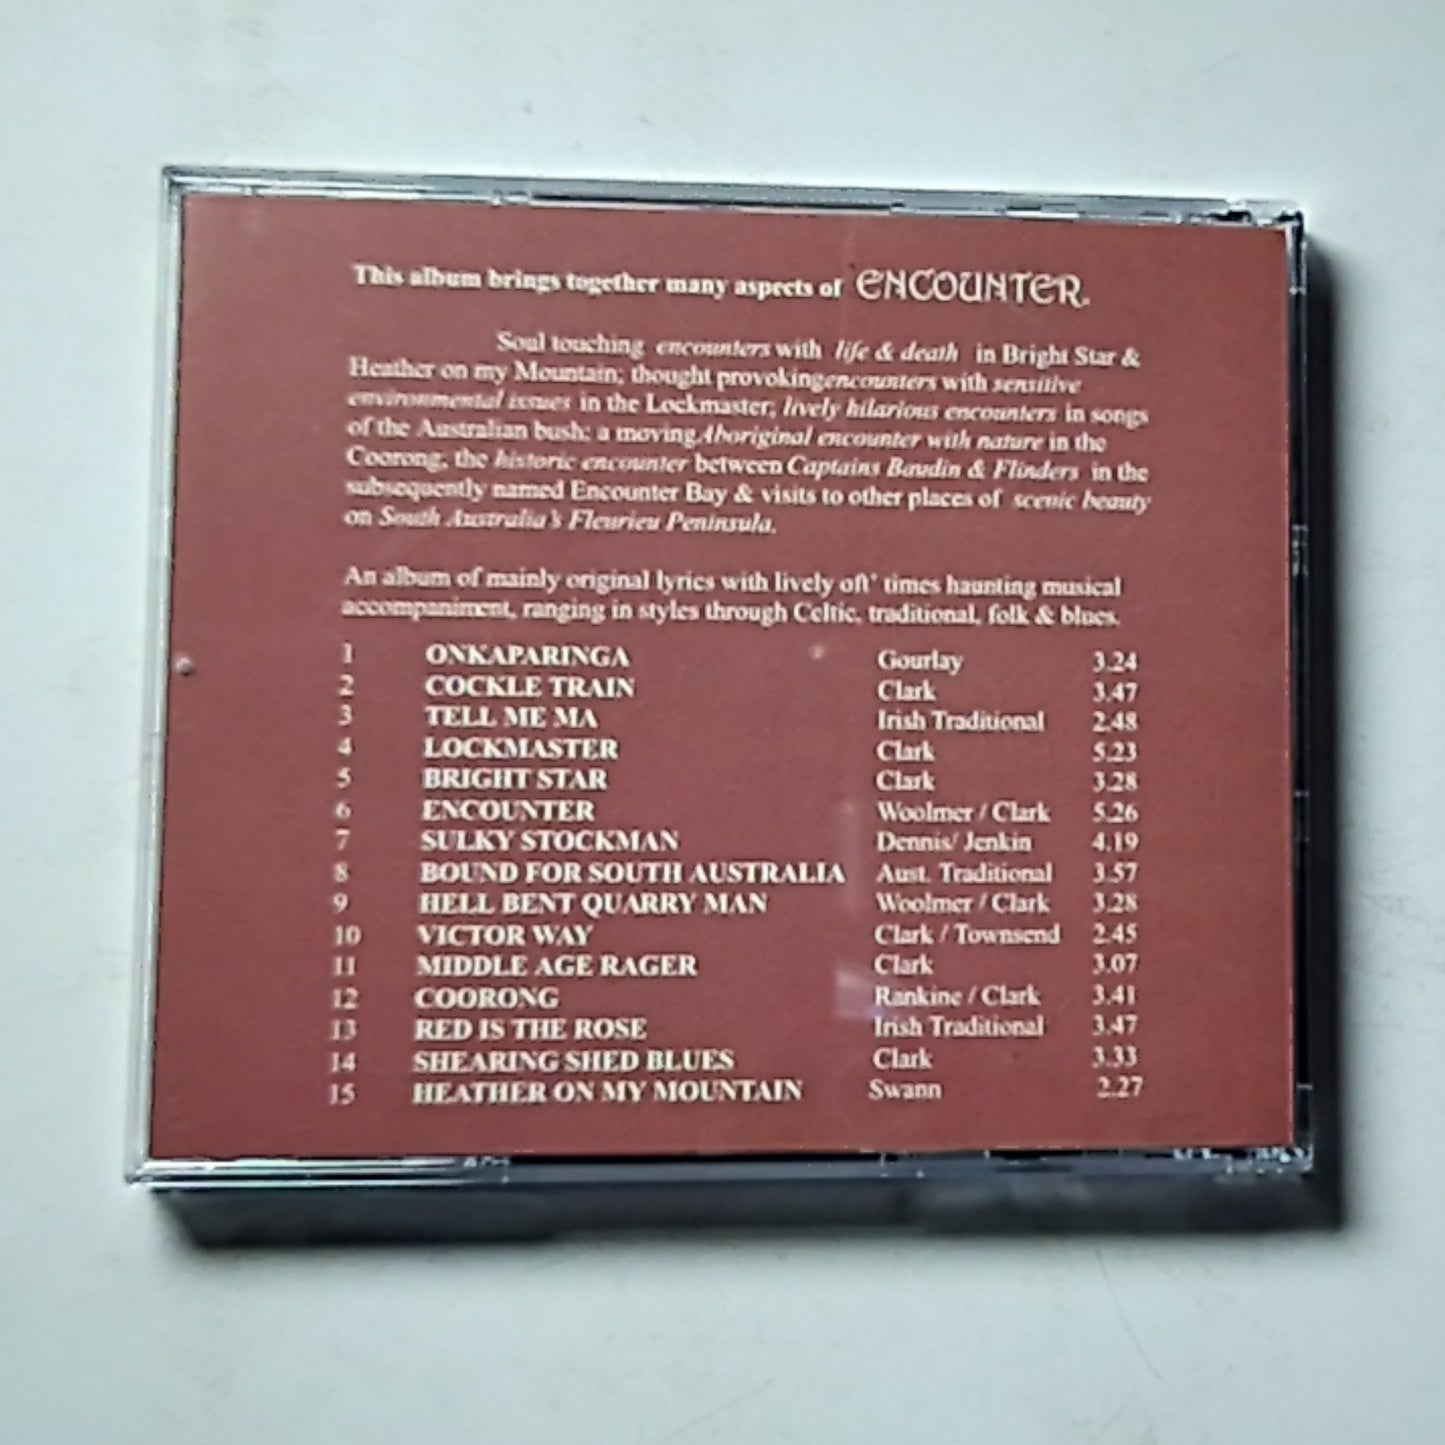 This album brings together many aspects of ENCOUNTER.
Soul touching encounters with life & death in Bright Star &
Heather on my Mountain; thought provoking encounters with sensitive
environmental issues in the Lockmaster; lively hilarious encounters in songs
of the Australian bush; a moving Aboriginal encounter with nature in the
Coorong, the historic encounter between Captains Baudin & Flinders in the
subsequently named Encounter Bay & visits to other places of scenic beauty
on South Australia's Fleurieu Peninsula.
An album of mainly original lyrics with lively oft' times haunting musical
accompaniment, ranging in styles through Celtic, traditional, folk & blues.
1 ONKAPARINGA Gourlay 3.24
2 COCKLE TRAIN Clark 3.47
3 TELL ME MA Irish Traditional 2.48
4 LOCKMASTER Clark 5.23
5 BRIGHT STAR Clark 3.28
6 ENCOUNTER Woolmer / Clark 5.26
7 SULKY STOCKMAN Dennis/ Jenkin 4.19
8 BOUND FOR SOUTH AUSTRALIA Aust. Traditional 3.57
9 HELL BENT QUARRY MAN Woolmer / Clark 3.28
10 VICTOR WAY Clark / Townsend 2.45
11 MIDDLE AGE RAGER Clark 3.07
12 COORONG Rankine / Clark 3.41
13 RED IS THE ROSE Irish Traditional 3.47
14 SHEARING SHED BLUES Clark 3.33
15 HEATHER ON MY MOUNTAIN Swann 2.27